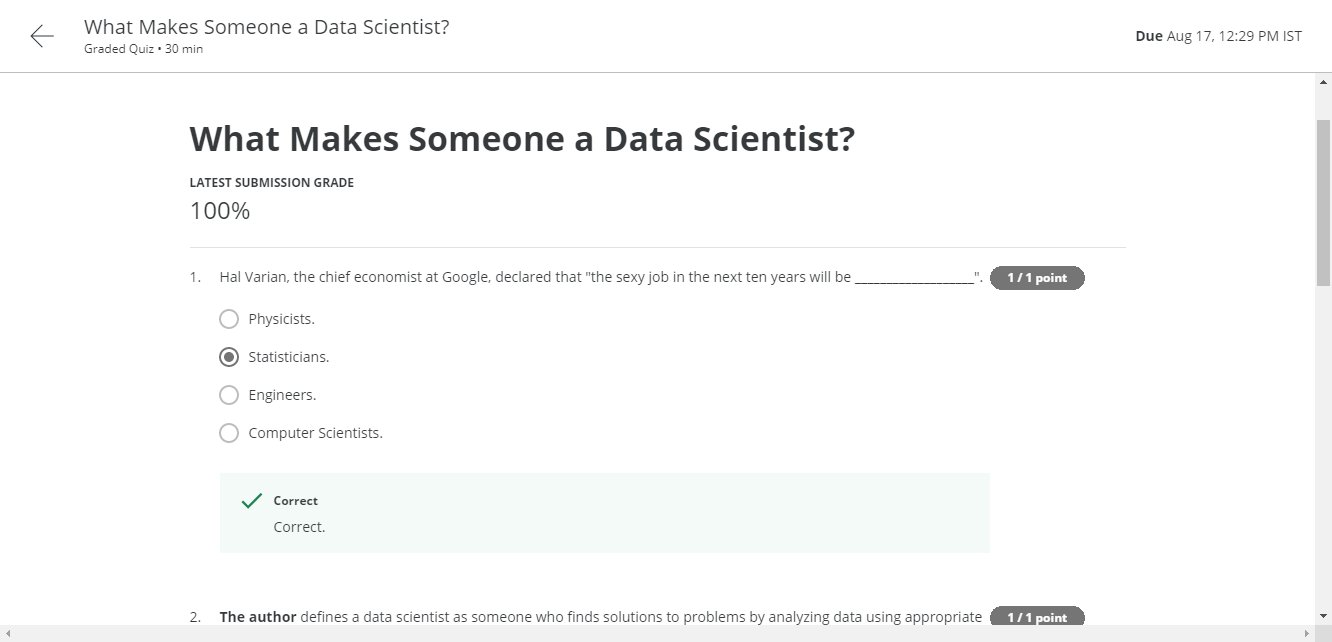 What Makes Someone a Data Scientist?
Graded Quiz • 30 min
Due Aug 17, 12:29 PM IST
What Makes Someone a Data Scientist?
LATEST SUBMISSION GRADE
100%
1. Hal Varian, the chief economist at Google, declared that "the sexy job in the next ten years will be __________________". 1 / 1 point
Physicists.
Statisticians.
Engineers.
Computer Scientists.
Correct
Correct.
2. The author defines a data scientist as someone who finds solutions to problems by analyzing data using appropriate 1 / 1 point